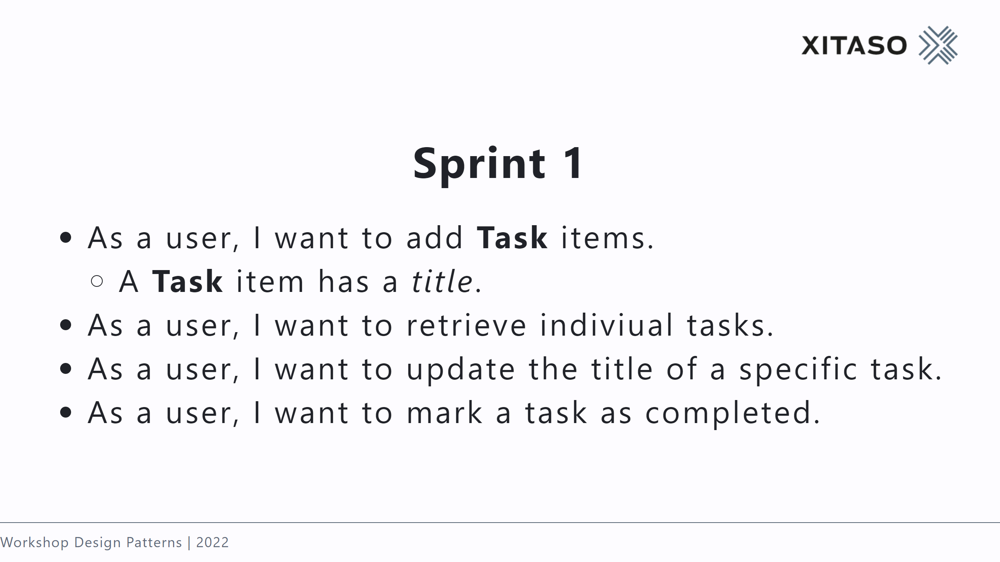 XITASO
Sprint 1
• As a user, I want to add Task items.
○ A Task item has a title.
• As a user, I want to retrieve indiviual tasks.
• As a user, I want to update the title of a specific task.
• As a user, I want to mark a task as completed.
Workshop Design Patterns | 2022